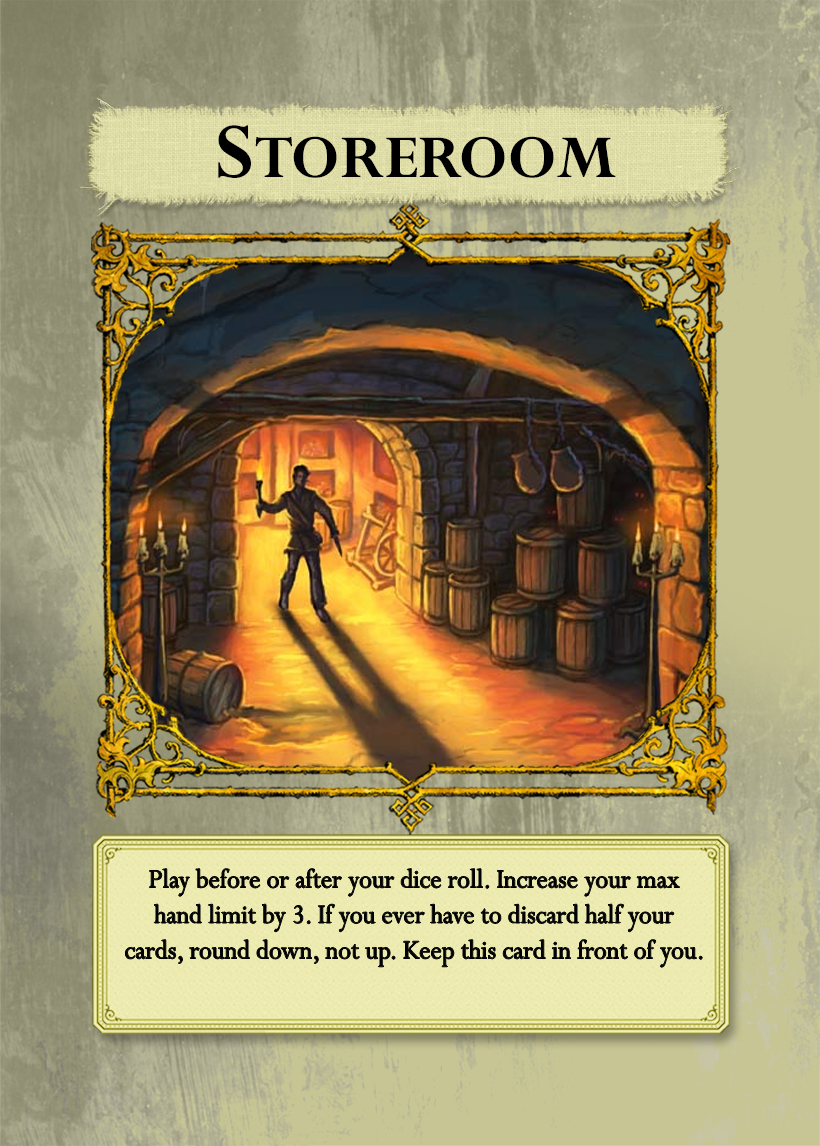 Storeroom
Play before or after your dice roll. Increase your max
hand limit by 3. If you ever have to discard half your
cards, round down, not up. Keep this card in front of you.